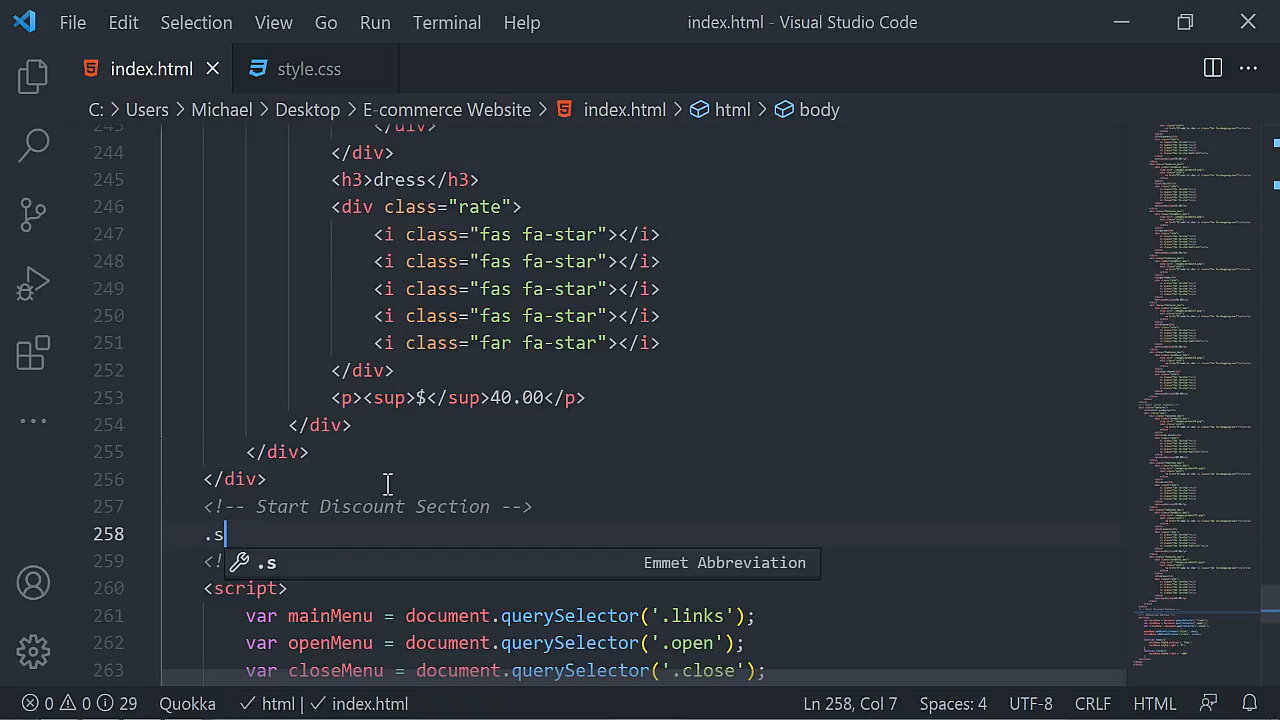 File Edit Selection View Go Run Terminal Help index.html - Visual Studio Code
index.html style.css
C: > Users > Michael > Desktop > E-commerce Website > index.html > html > body
243 </div>
244 </div>
245 <h3>dress</h3>
246 <div class="rate">
247 <i class="fas fa-star"></i>
248 <i class="fas fa-star"></i>
249 <i class="fas fa-star"></i>
250 <i class="fas fa-star"></i>
251 <i class="far fa-star"></i>
252 </div>
253 <p><sup>$</sup>40.00</p>
254 </div>
255 </div>
256 </div>
257 <!-- Start Discount Section -->
258 .s
.s Emmet Abbreviation
259 <!
260 <script>
261 var mainMenu = document.querySelector('.links');
262 var openMenu = document.querySelector('.open');
263 var closeMenu = document.querySelector('.close');
0 0 29 Quokka ✓ html | ✓ index.html Ln 258, Col 7 Spaces: 4 UTF-8 CRLF HTML